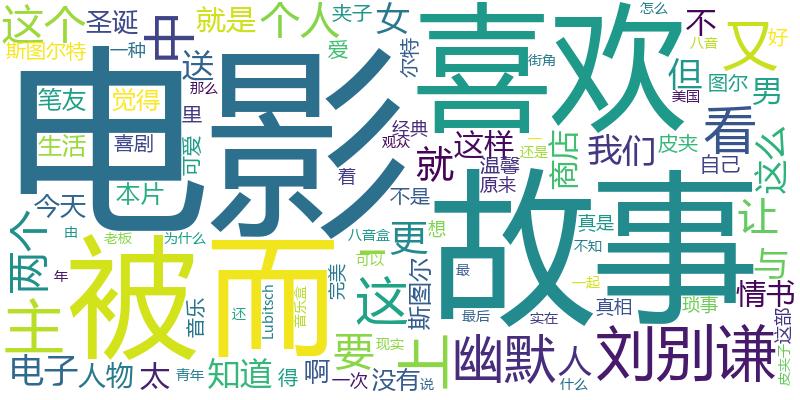 这个
圣诞
毌
就是
个人
夹子
女
喜欢
怎么
不
又
好
斯图尔特
一种
送
爱
尔特
街角
八音
但
图尔
男
美国
电影
笔友
觉得
那么
里
生活
喜剧
可爱
经典
观众
看
就
这样
温馨
原来
一
还是
商店
我们
皮夹
自己
这么
本片
着
不是
故事
今天
由
老板
为什么
八音盒
更
想
真是
不知
让
两个
被
而
与
年
主
音乐
还
Lubitsch
音乐盒
完美
可以
这
斯图尔
最
最后
一起
实在
真相
琐事
情书
这部
电子
人物
太
青年
知道
得
啊
要
一次
现实
没有
说
上
幽默
人
什么
刘别谦
皮夹子